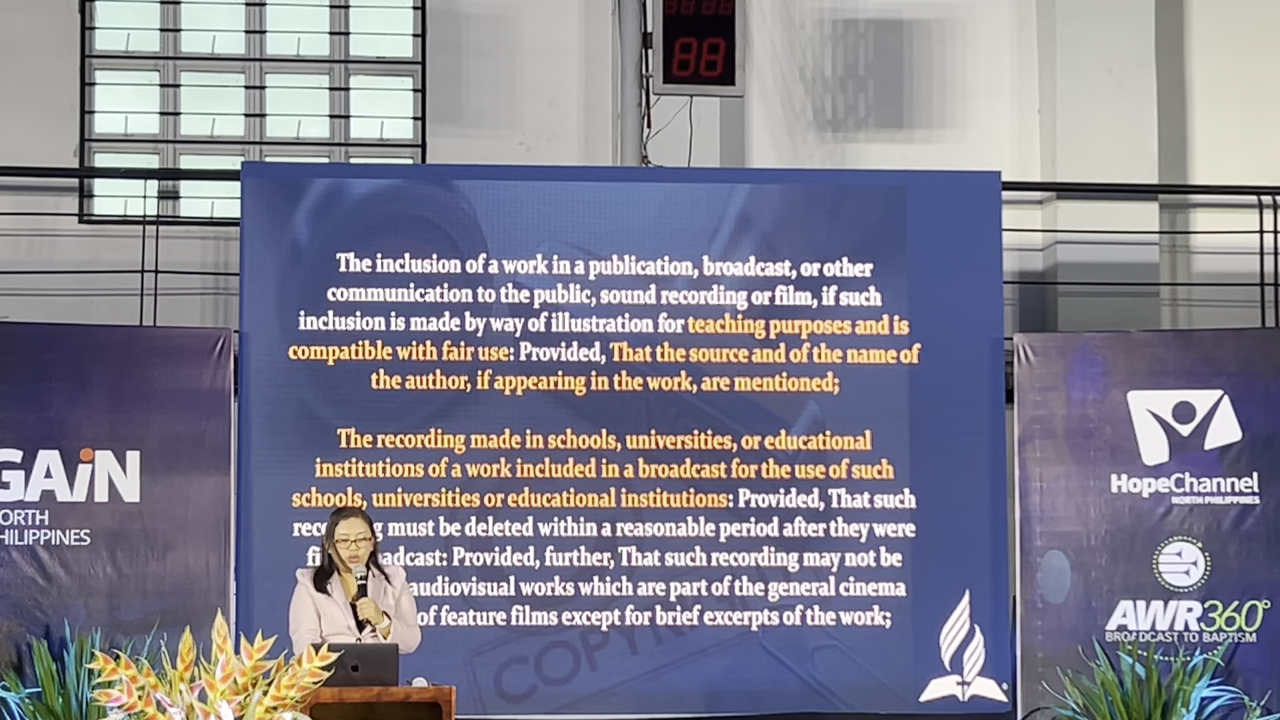 88
The inclusion of a work in a publication, broadcast, or other
communication to the public, sound recording or film, if such
inclusion is made by way of illustration for teaching purposes and is
compatible with fair use: Provided, That the source and of the name of
the author, if appearing in the work, are mentioned;
The recording made in schools, universities, or educational
institutions of a work included in a broadcast for the use of such
schools, universities or educational institutions: Provided, That such
must be deleted within a reasonable period after they were
Provided, further, That such recording may not be
audiovisual works which are part of the general cinema
of feature films except for brief excerpts of the work;
GAiN
HopeChannel
NORTH PHILIPPINES
AWR360°
BROADCAST TO BAPTISM